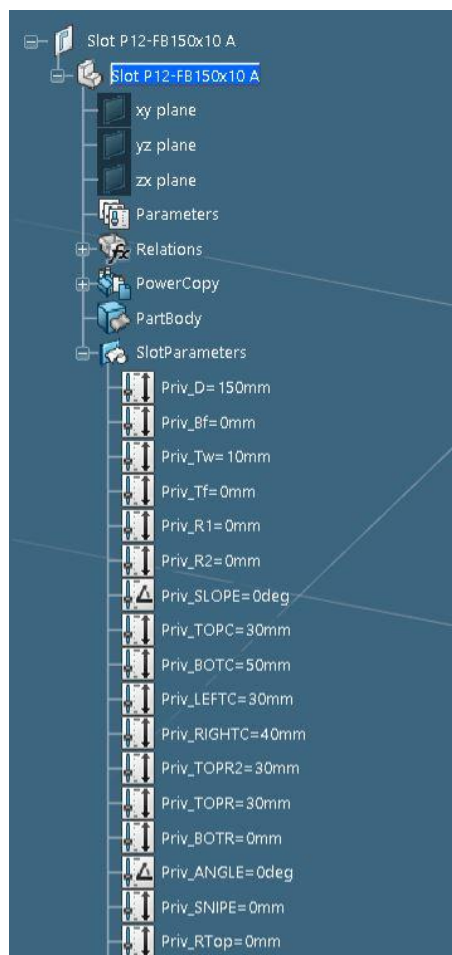 Slot P12-FB150x10 A
Slot P12-FB150x10 A
xy plane
yz plane
zx plane
Parameters
Relations
PowerCopy
PartBody
SlotParameters
Priv_D=150mm
Priv_Bf=0mm
Priv_Tw=10mm
Priv_Tf=0mm
Priv_R1=0mm
Priv_R2=0mm
Priv_SLOPE=0deg
Priv_TOPC=30mm
Priv_BOTC=50mm
Priv_LEFTC=30mm
Priv_RIGHTC=40mm
Priv_TOPR2=30mm
Priv_TOPR=30mm
Priv_BOTR=0mm
Priv_ANGLE=0deg
Priv_SNIPE=0mm
Priv_RTop=0mm